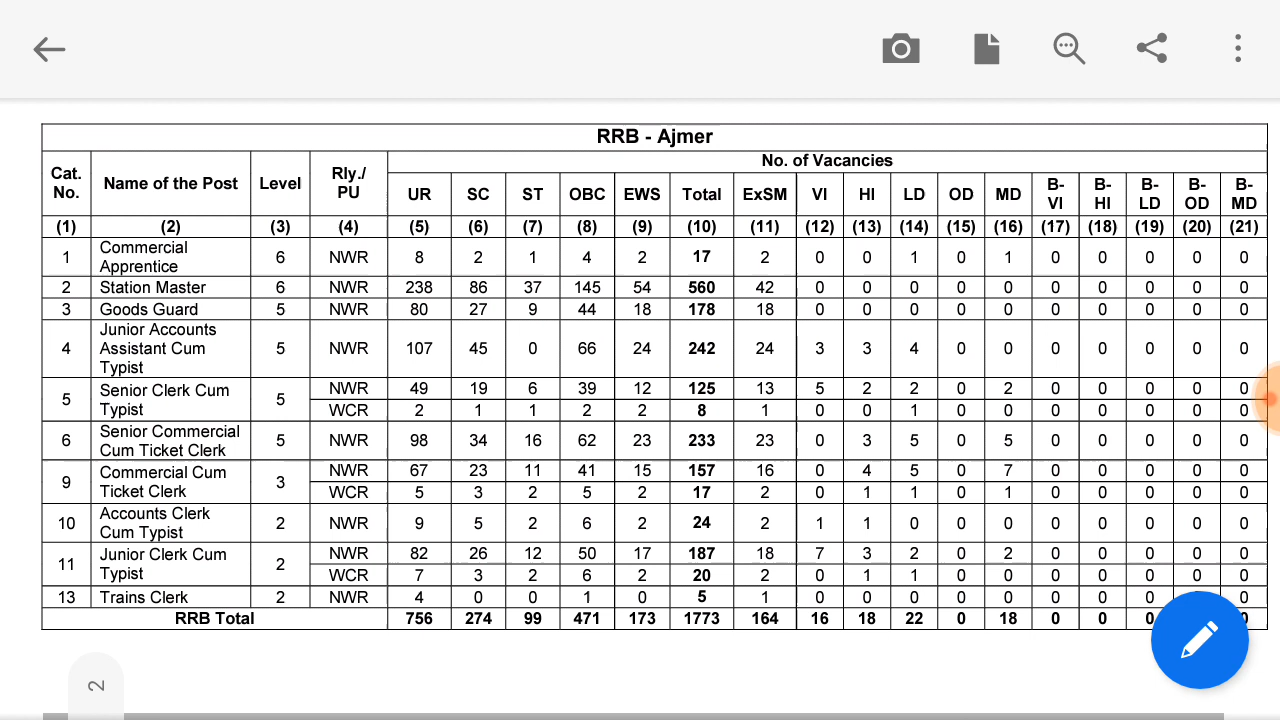 RRB - Ajmer
Cat. No. Name of the Post Level Rly./ PU No. of Vacancies
UR SC ST OBC EWS Total ExSM VI HI LD OD MD B-VI B-HI B-LD B-OD B-MD
(1) (2) (3) (4) (5) (6) (7) (8) (9) (10) (11) (12) (13) (14) (15) (16) (17) (18) (19) (20) (21)
1 Commercial Apprentice 6 NWR 8 2 1 4 2 17 2 0 0 1 0 1 0 0 0 0 0
2 Station Master 6 NWR 238 86 37 145 54 560 42 0 0 0 0 0 0 0 0 0 0
3 Goods Guard 5 NWR 80 27 9 44 18 178 18 0 0 0 0 0 0 0 0 0 0
4 Junior Accounts Assistant Cum Typist 5 NWR 107 45 0 66 24 242 24 3 3 4 0 0 0 0 0 0 0
5 Senior Clerk Cum Typist 5 NWR 49 19 6 39 12 125 13 5 2 2 0 2 0 0 0 0 0
WCR 2 1 1 2 2 8 1 0 0 1 0 0 0 0 0 0 0
6 Senior Commercial Cum Ticket Clerk 5 NWR 98 34 16 62 23 233 23 0 3 5 0 5 0 0 0 0 0
9 Commercial Cum Ticket Clerk 3 NWR 67 23 11 41 15 157 16 0 4 5 0 7 0 0 0 0 0
WCR 5 3 2 5 2 17 2 0 1 1 0 1 0 0 0 0 0
10 Accounts Clerk Cum Typist 2 NWR 9 5 2 6 2 24 2 1 1 0 0 0 0 0 0 0 0
11 Junior Clerk Cum Typist 2 NWR 82 26 12 50 17 187 18 7 3 2 0 2 0 0 0 0 0
WCR 7 3 2 6 2 20 2 0 1 1 0 0 0 0 0 0 0
13 Trains Clerk 2 NWR 4 0 0 1 0 5 1 0 0 0 0 0 0 0 0 0 0
RRB Total 756 274 99 471 173 1773 164 16 18 22 0 18 0 0 0 0
2